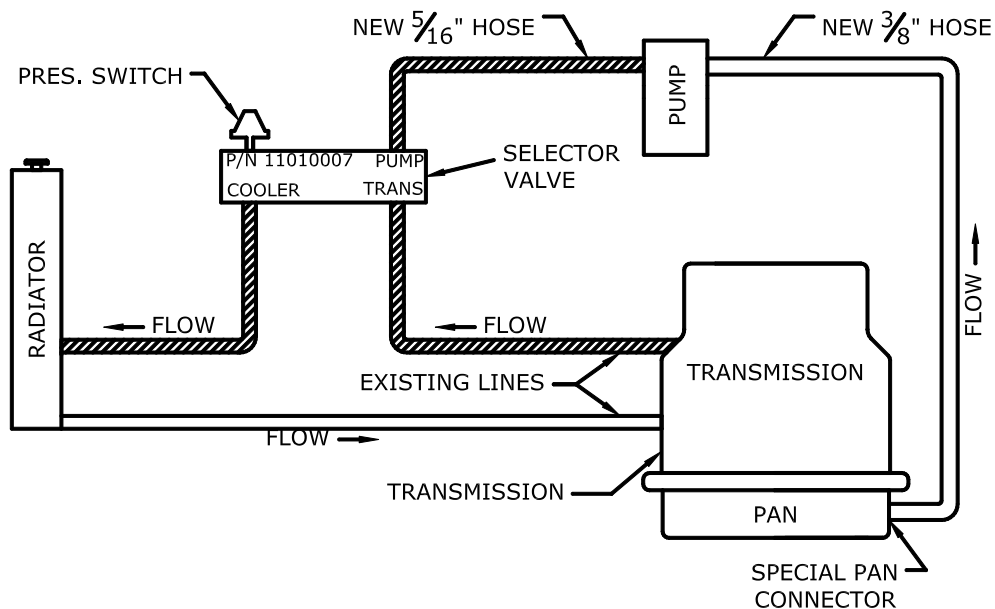 NEW 5/16" HOSE
NEW 3/8" HOSE
PRES. SWITCH
PUMP
P/N 11010007 PUMP
COOLER TRANS
SELECTOR
VALVE
RADIATOR
FLOW
FLOW
FLOW
TRANSMISSION
EXISTING LINES
FLOW
TRANSMISSION
PAN
SPECIAL PAN
CONNECTOR